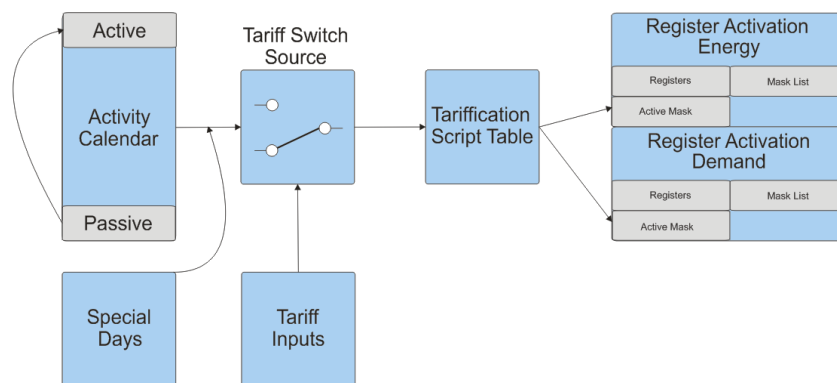 Active
Activity
Calendar
Passive
Special
Days
Tariff Switch
Source
Tariff
Inputs
Tariffication
Script Table
Register Activation
Energy
Registers
Mask List
Active Mask
Register Activation
Demand
Registers
Mask List
Active Mask